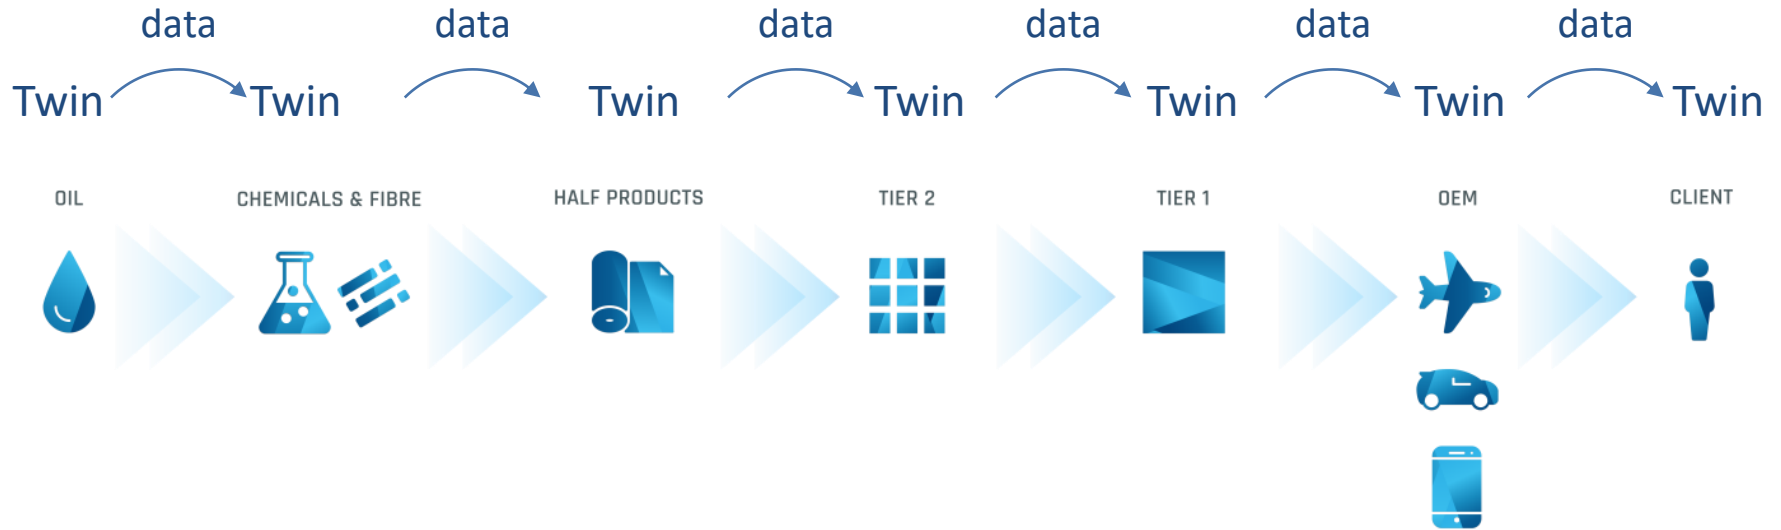 data data data data data data
Twin Twin Twin Twin Twin Twin Twin
OIL CHEMICALS & FIBRE HALF PRODUCTS TIER 2 TIER 1 OEM CLIENT